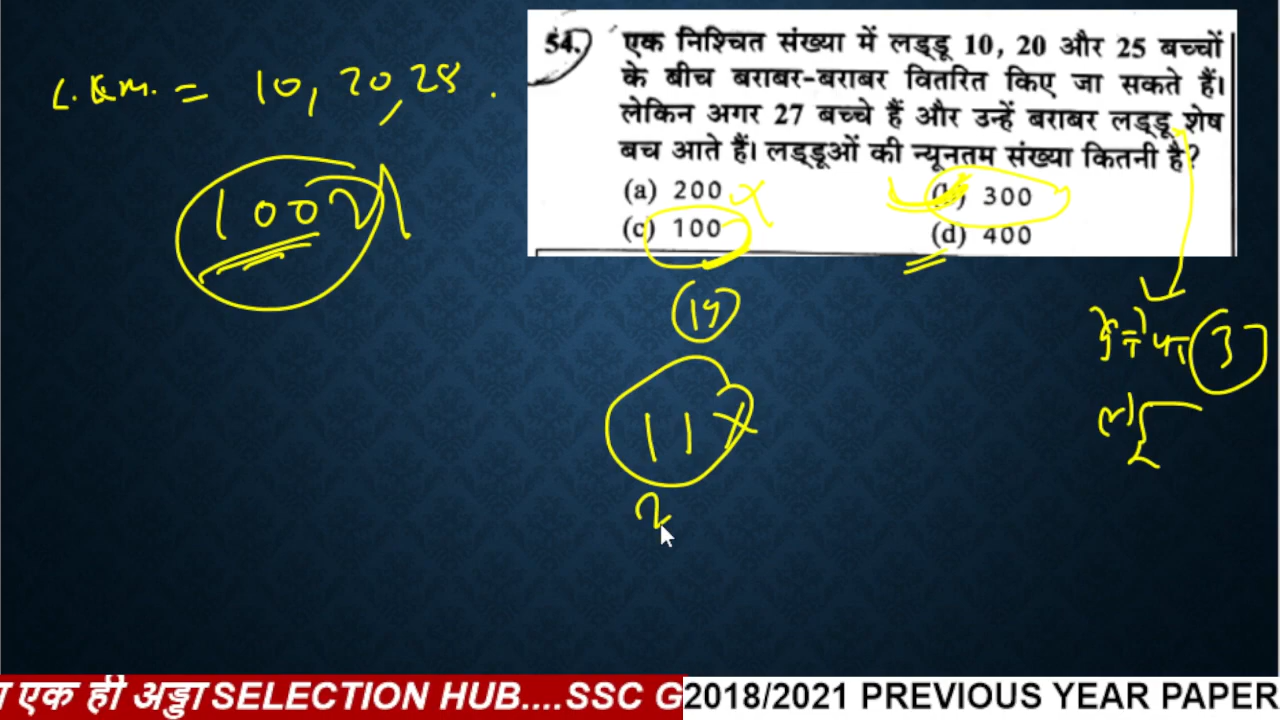 L.C.M. = 10, 20, 25 .
100
54. एक निश्चित संख्या में लड्डू 10, 20 और 25 बच्चों
के बीच बराबर-बराबर वितरित किए जा सकते हैं।
लेकिन अगर 27 बच्चे हैं और उन्हें बराबर लड्डू शेष
बच आते हैं। लड्डूओं की न्यूनतम संख्या कितनी है?
(a) 200 (b) 300
(c) 100 (d) 400
19
11
2
3
एक ही अड्डा SELECTION HUB....SSC G
2018/2021 PREVIOUS YEAR PAPER